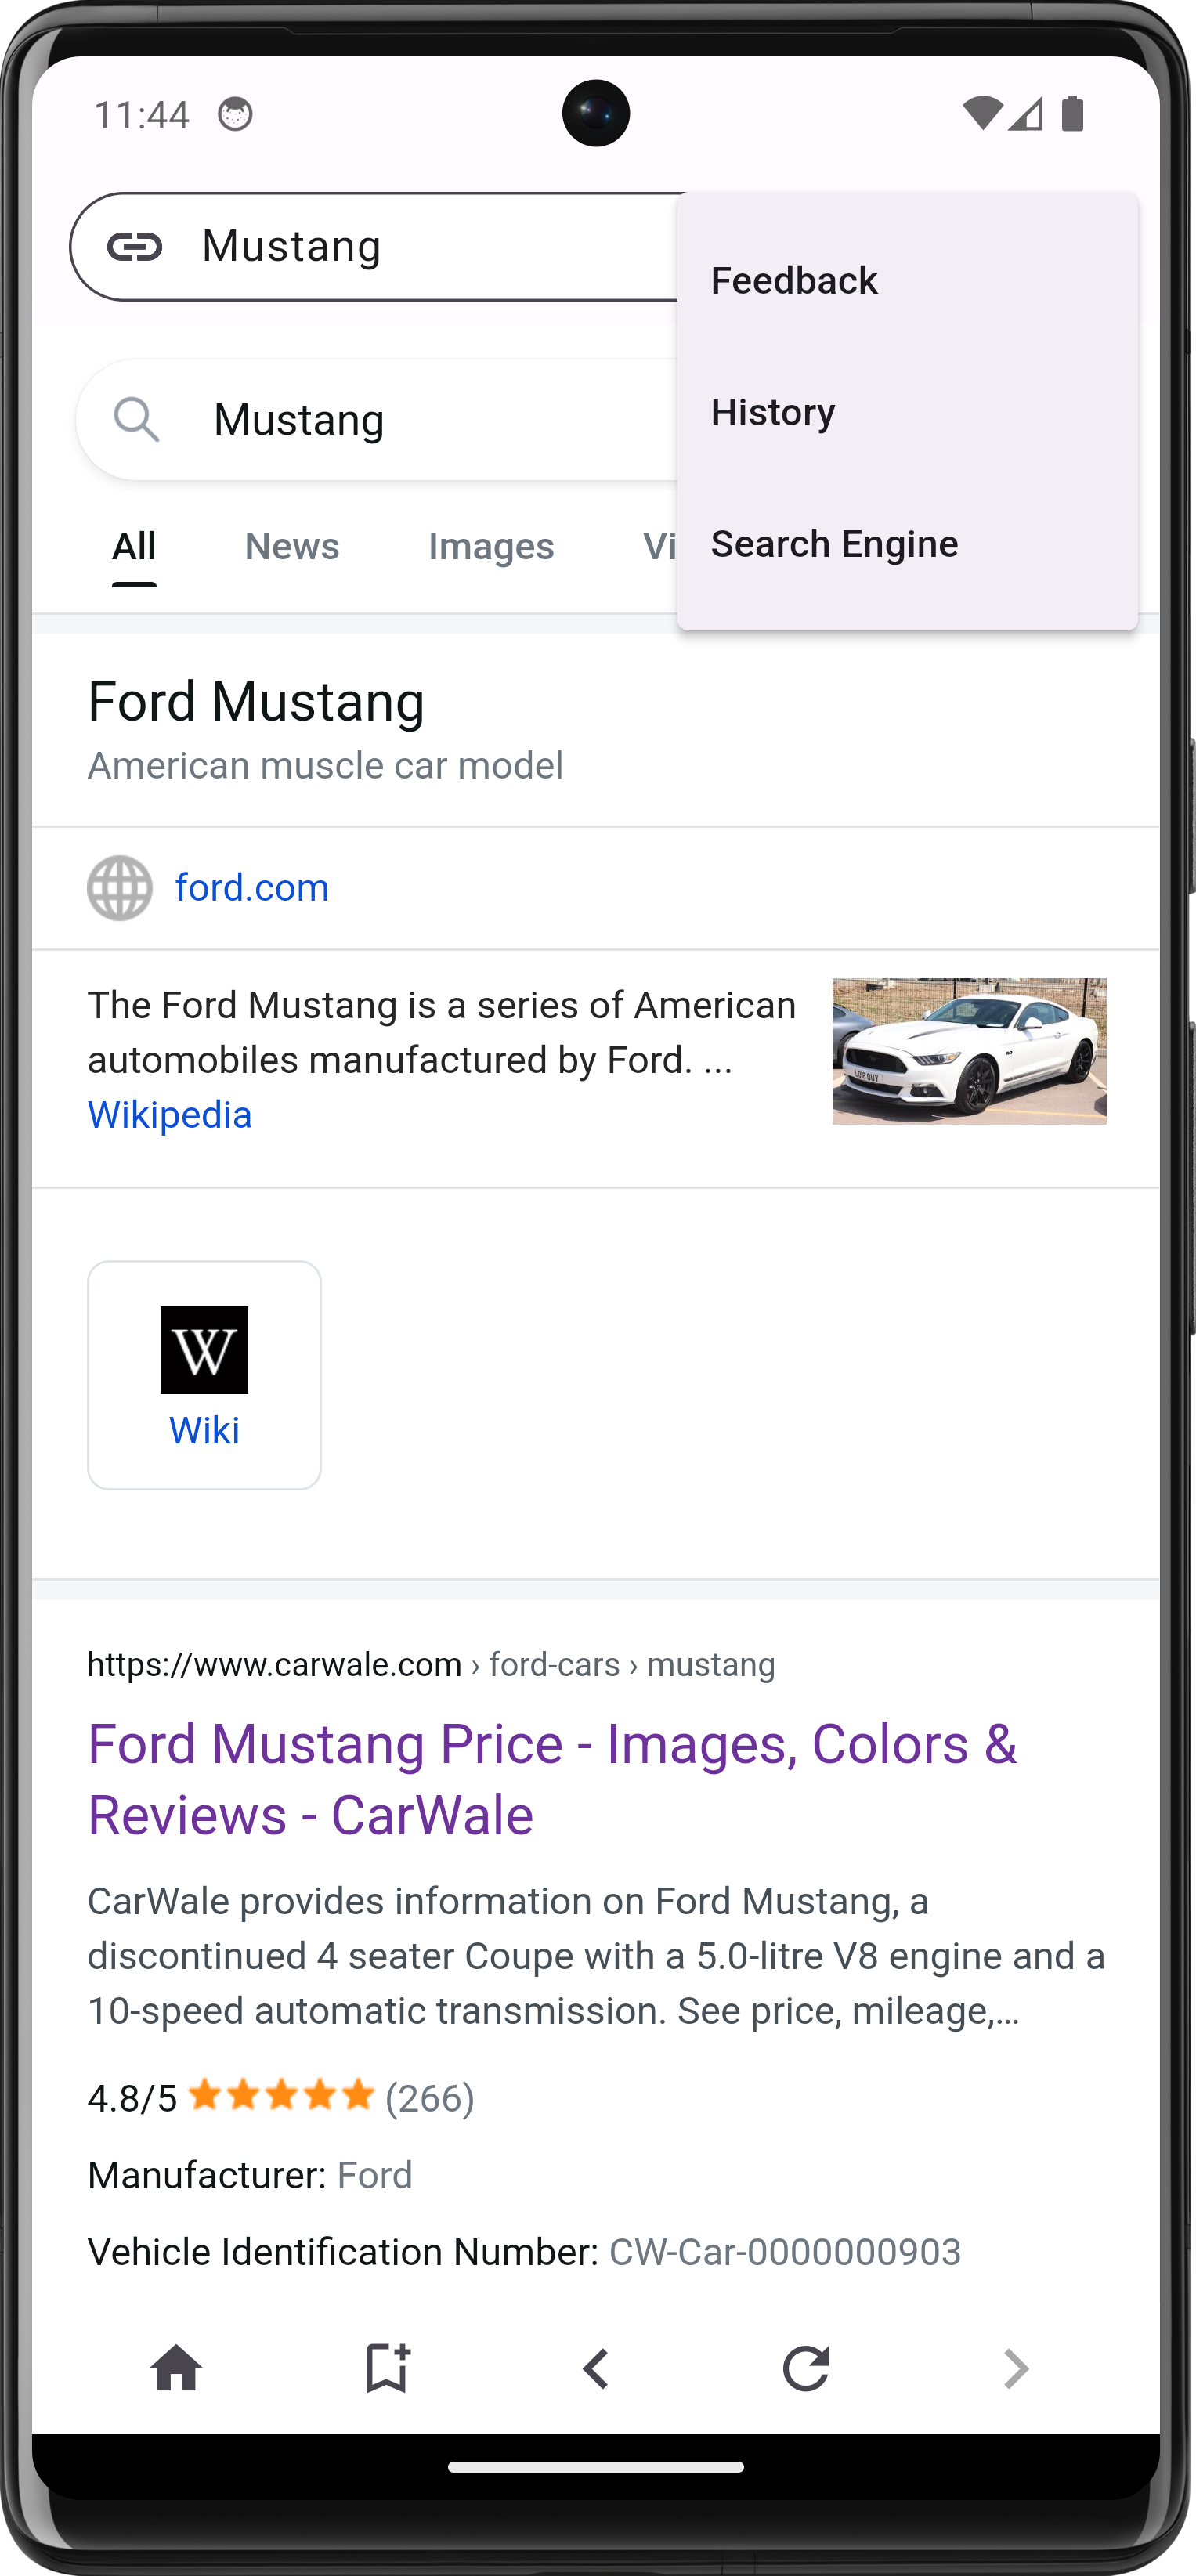 11:44
Mustang
Feedback
History
Search Engine
Mustang
All
News
Images
Vi
Ford Mustang
American muscle car model
ford.com
The Ford Mustang is a series of American
automobiles manufactured by Ford. ...
Wikipedia
W
Wiki
https://www.carwale.com › ford-cars › mustang
Ford Mustang Price - Images, Colors &
Reviews - CarWale
CarWale provides information on Ford Mustang, a
discontinued 4 seater Coupe with a 5.0-litre V8 engine and a
10-speed automatic transmission. See price, mileage,...
4.8/5 (266)
Manufacturer: Ford
Vehicle Identification Number: CW-Car-0000000903